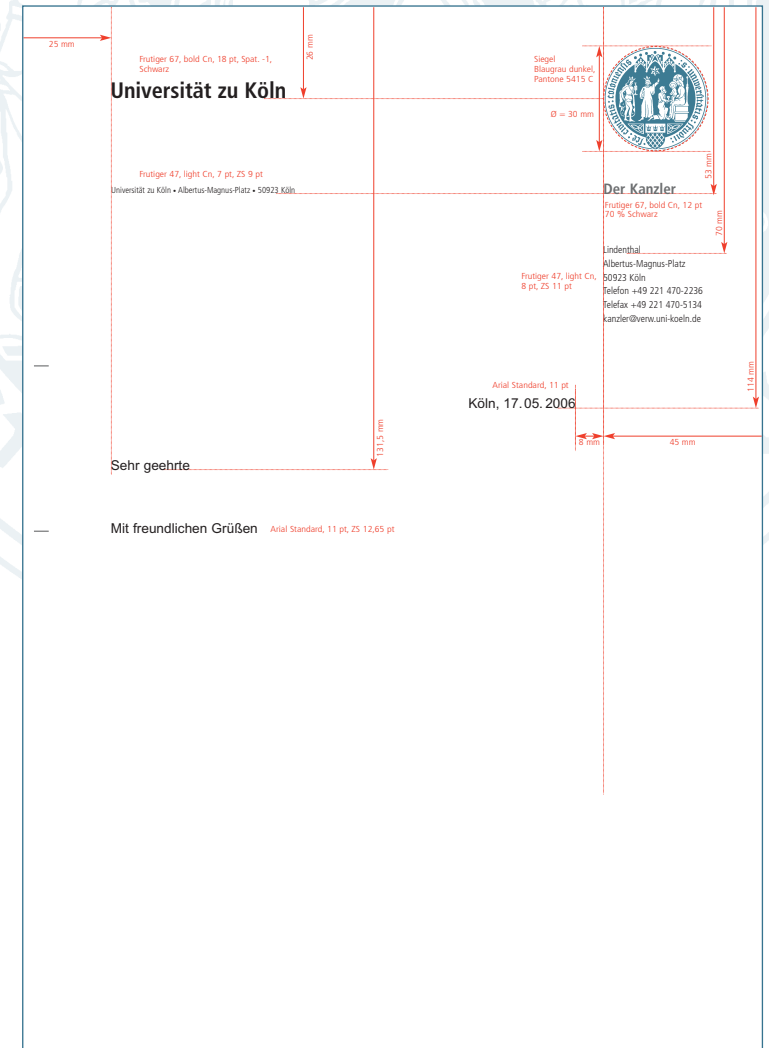 25 mm
26 mm
Frutiger 67, bold Cn, 18 pt, Spat. -1,
Schwarz
Universität zu Köln
Siegel
Blaugrau dunkel,
Pantone 5415 C
Ø = 30 mm
53 mm
Frutiger 47, light Cn, 7 pt, ZS 9 pt
Universität zu Köln • Albertus-Magnus-Platz • 50923 Köln
Der Kanzler
Frutiger 67, bold Cn, 12 pt
70 % Schwarz
70 mm
Lindenthal
Albertus-Magnus-Platz
50923 Köln
Telefon +49 221 470-2236
Telefax +49 221 470-5134
kanzler@verw.uni-koeln.de
Frutiger 47, light Cn,
8 pt, ZS 11 pt
114 mm
Arial Standard, 11 pt
Köln, 17.05.2006
8 mm
45 mm
131,5 mm
Sehr geehrte
Mit freundlichen Grüßen
Arial Standard, 11 pt, ZS 12,65 pt